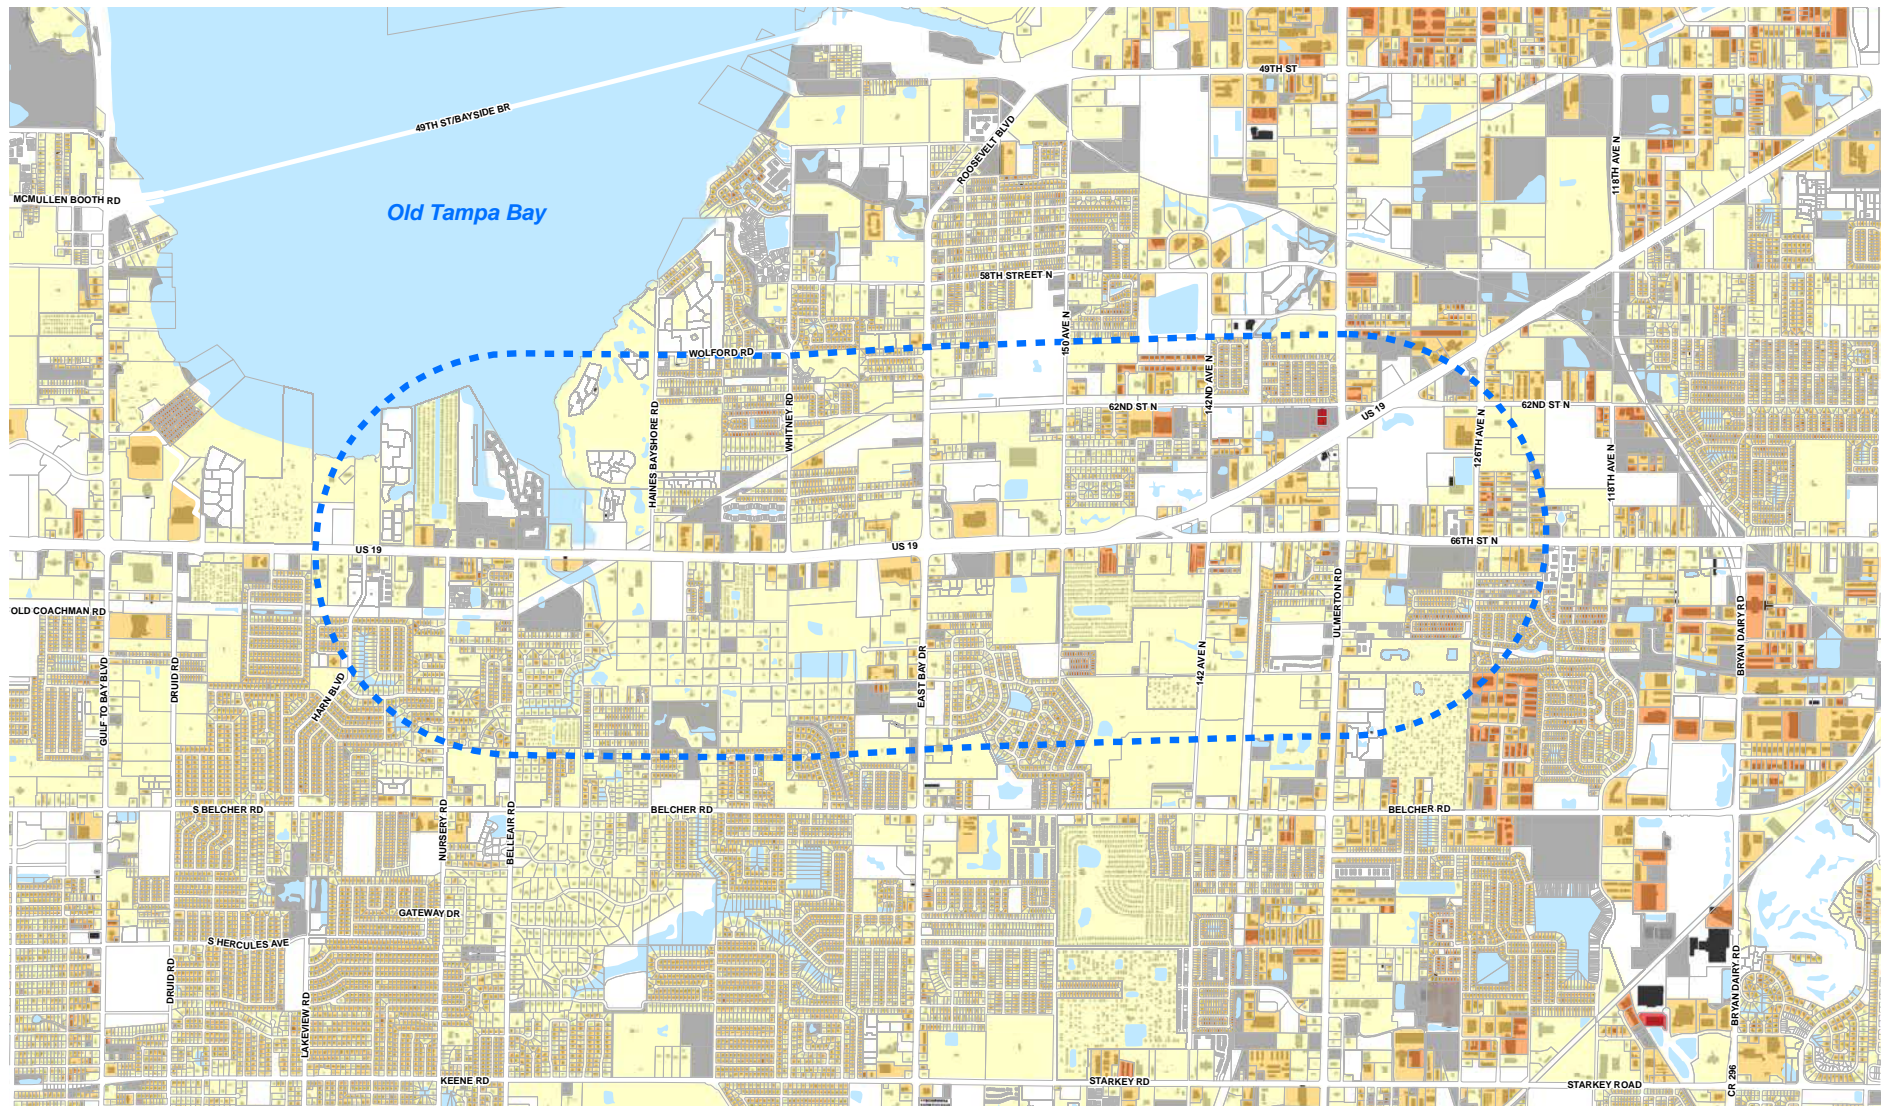 49TH ST
49TH ST/BAYSIDE BR
ROOSEVELT BLVD
118TH AVE N
MCMULLEN BOOTH RD
Old Tampa Bay
58TH STREET N
150 AVE N
WOLFORD RD
142ND AVE N
62ND ST N
US 19
62ND ST N
HAINES BAYSHORE RD
WHITNEY RD
126TH AVE N
118TH AVE N
US 19
US 19
66TH ST N
OLD COACHMAN RD
ULMERTON RD
BRYAN DAIRY RD
GULF TO BAY BLVD
DRUID RD
HARN BLVD
EAST BAY DR
142 AVE N
S BELCHER RD
NURSERY RD
BELLEAIR RD
BELCHER RD
BELCHER RD
GATEWAY DR
S HERCULES AVE
DRUID RD
LAKEVIEW RD
BRYAN DAIRY RD
KEENE RD
STARKEY RD
STARKEY ROAD
CR 296